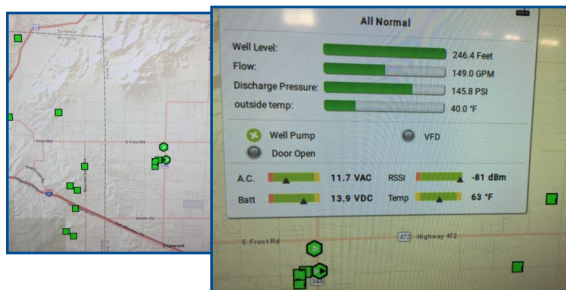 E Frost Rd
All Normal
Well Level: 246.4 Feet
Flow: 149.0 GPM
Discharge Pressure: 145.8 PSI
outside temp: 40.0 °F
Well Pump VFD
Door Open
A.C. 11.7 VAC RSSI -81 dBm
Batt 13.9 VDC Temp 63 °F
E Frost Rd
472 Highway 472
344